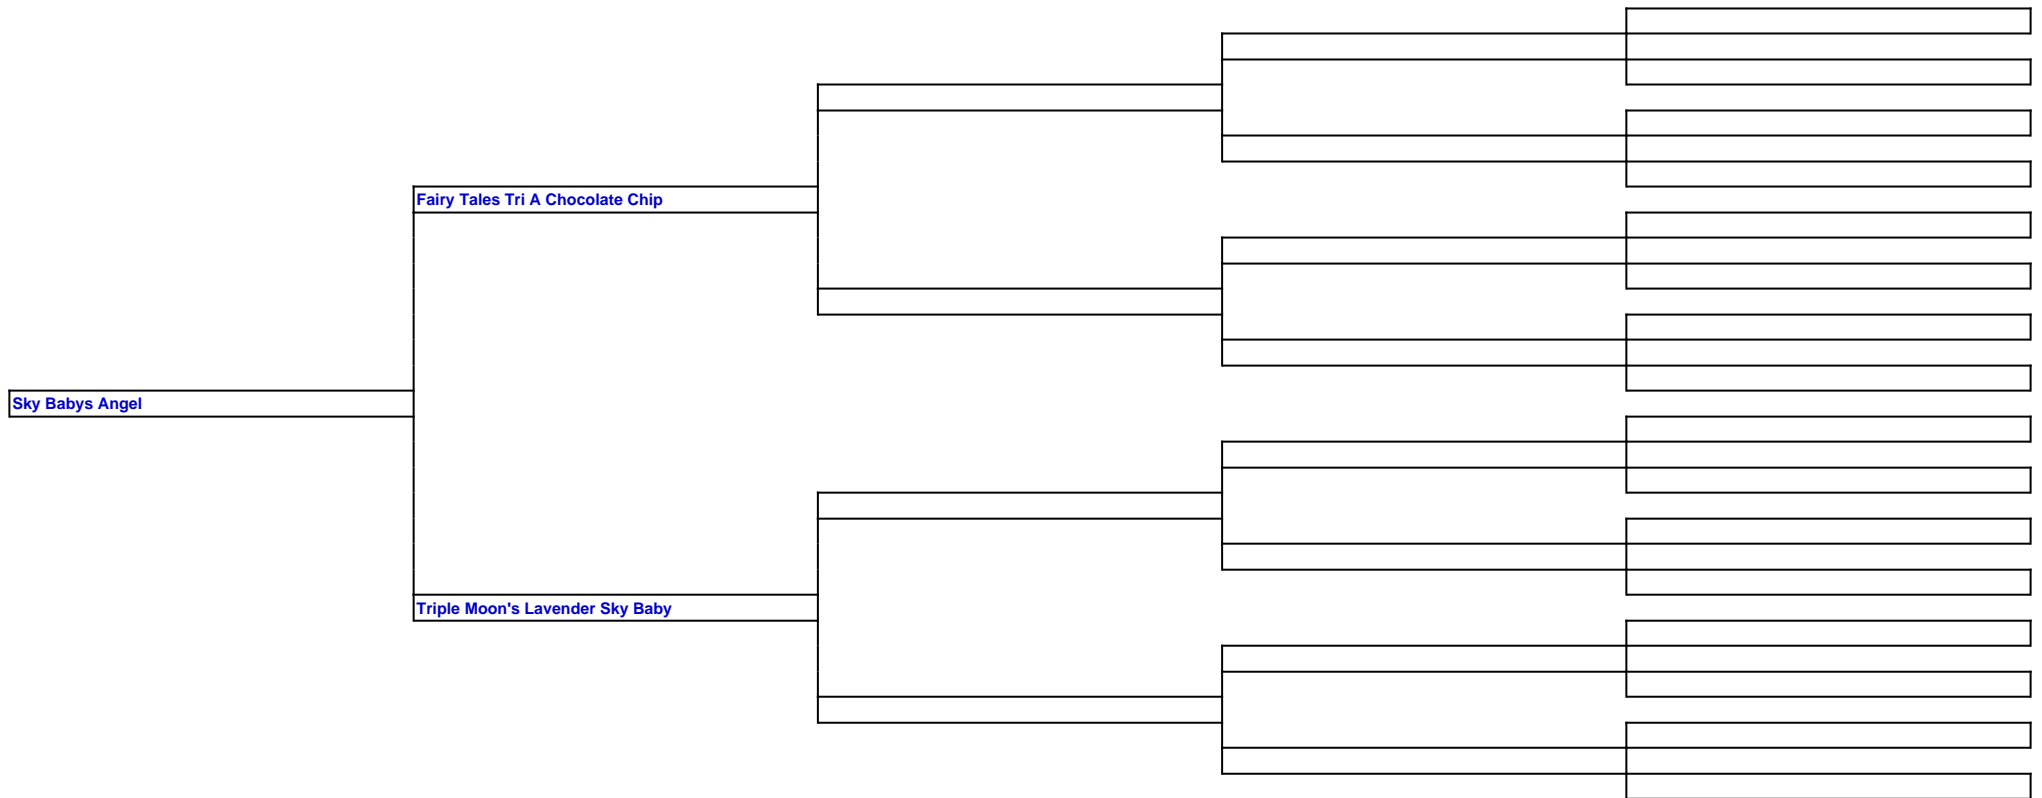 Fairy Tales Tri A Chocolate Chip
Sky Babys Angel
Triple Moon's Lavender Sky Baby